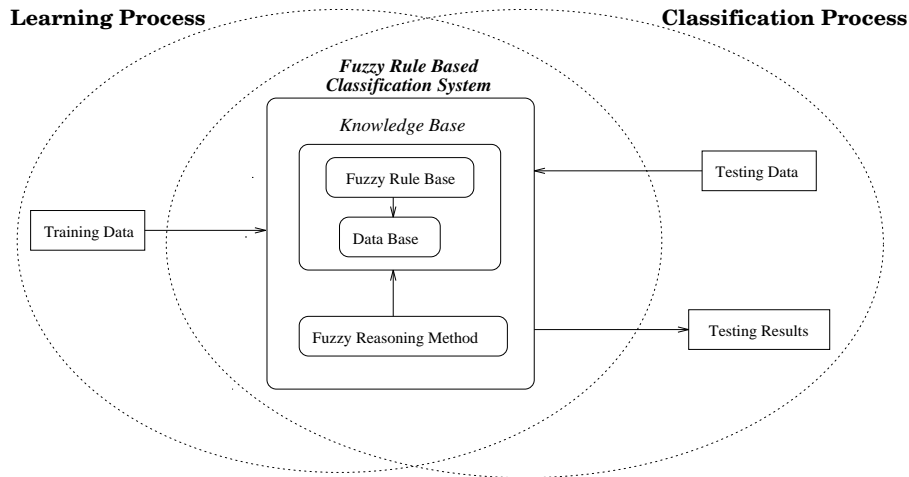 Learning Process
Classification Process
Fuzzy Rule Based
Classification System
Knowledge Base
Fuzzy Rule Base
Testing Data
Training Data
Data Base
Fuzzy Reasoning Method
Testing Results